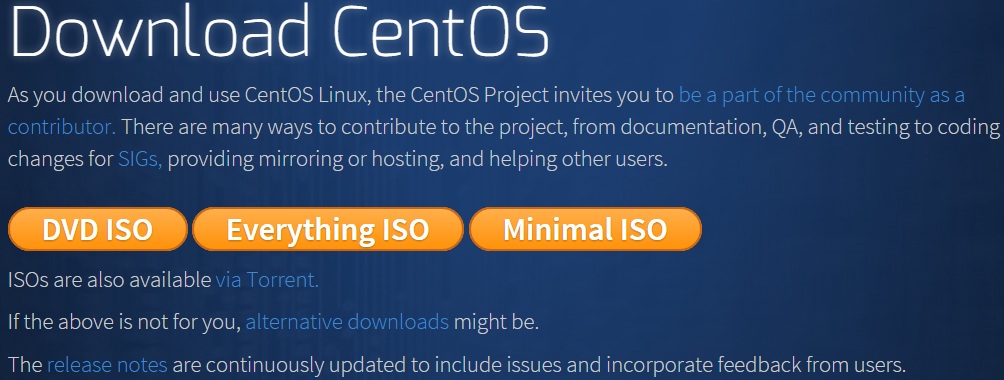 Download CentOS
As you download and use CentOS Linux, the CentOS Project invites you to be a part of the community as a
contributor. There are many ways to contribute to the project, from documentation, QA, and testing to coding
changes for SIGs, providing mirroring or hosting, and helping other users.
DVD ISO Everything ISO Minimal ISO
ISOs are also available via Torrent.
If the above is not for you, alternative downloads might be.
The release notes are continuously updated to include issues and incorporate feedback from users.